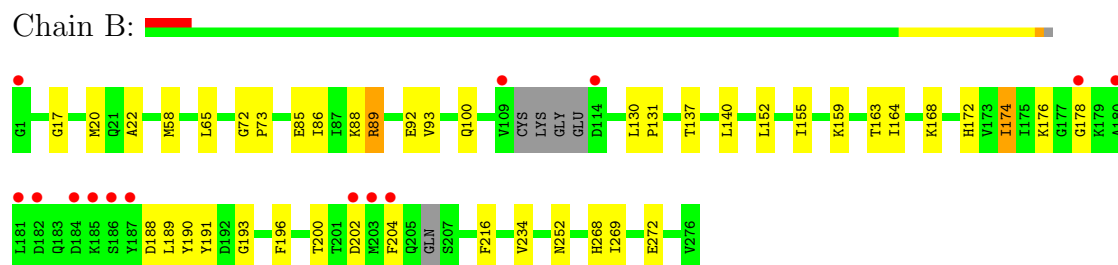 Chain B:
G1 G17 M20 Q21 A22 M58 L65 G72 P73 E85 I86 I87 K88 R89 E92 V93 Q100 V109 CYS LYS GLY GLU D114 L130 P131 T137 L140 L152 I155 K159 T163 I164 K168 H172 V173 I174 I175 K176 G177 G178 K179 A180
L181 D182 Q183 D184 K185 S186 Y187 D188 L189 Y190 Y191 D192 G193 F196 T200 T201 D202 M203 F204 Q205 GLN S207 F216 V234 N252 H268 I269 E272 V276